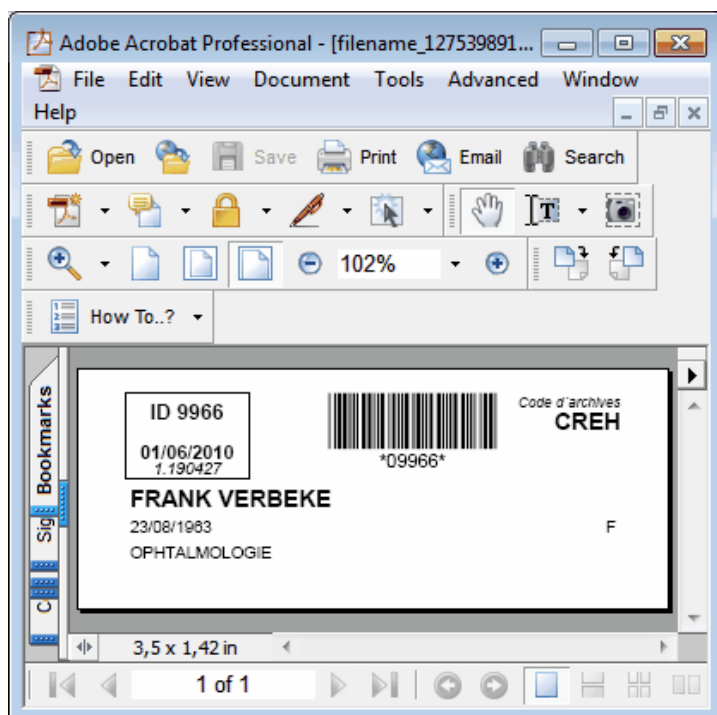 Adobe Acrobat Professional - [filename_127539891...
File Edit View Document Tools Advanced Window
Help
Open Save Print Email Search
102%
How To..?
Bookmarks
Sig
ID 9966
01/06/2010
1.190427
*09966*
Code d'archives
CREH
FRANK VERBEKE
23/08/1963 F
OPHTALMOLOGIE
3,5 x 1,42 in
1 of 1